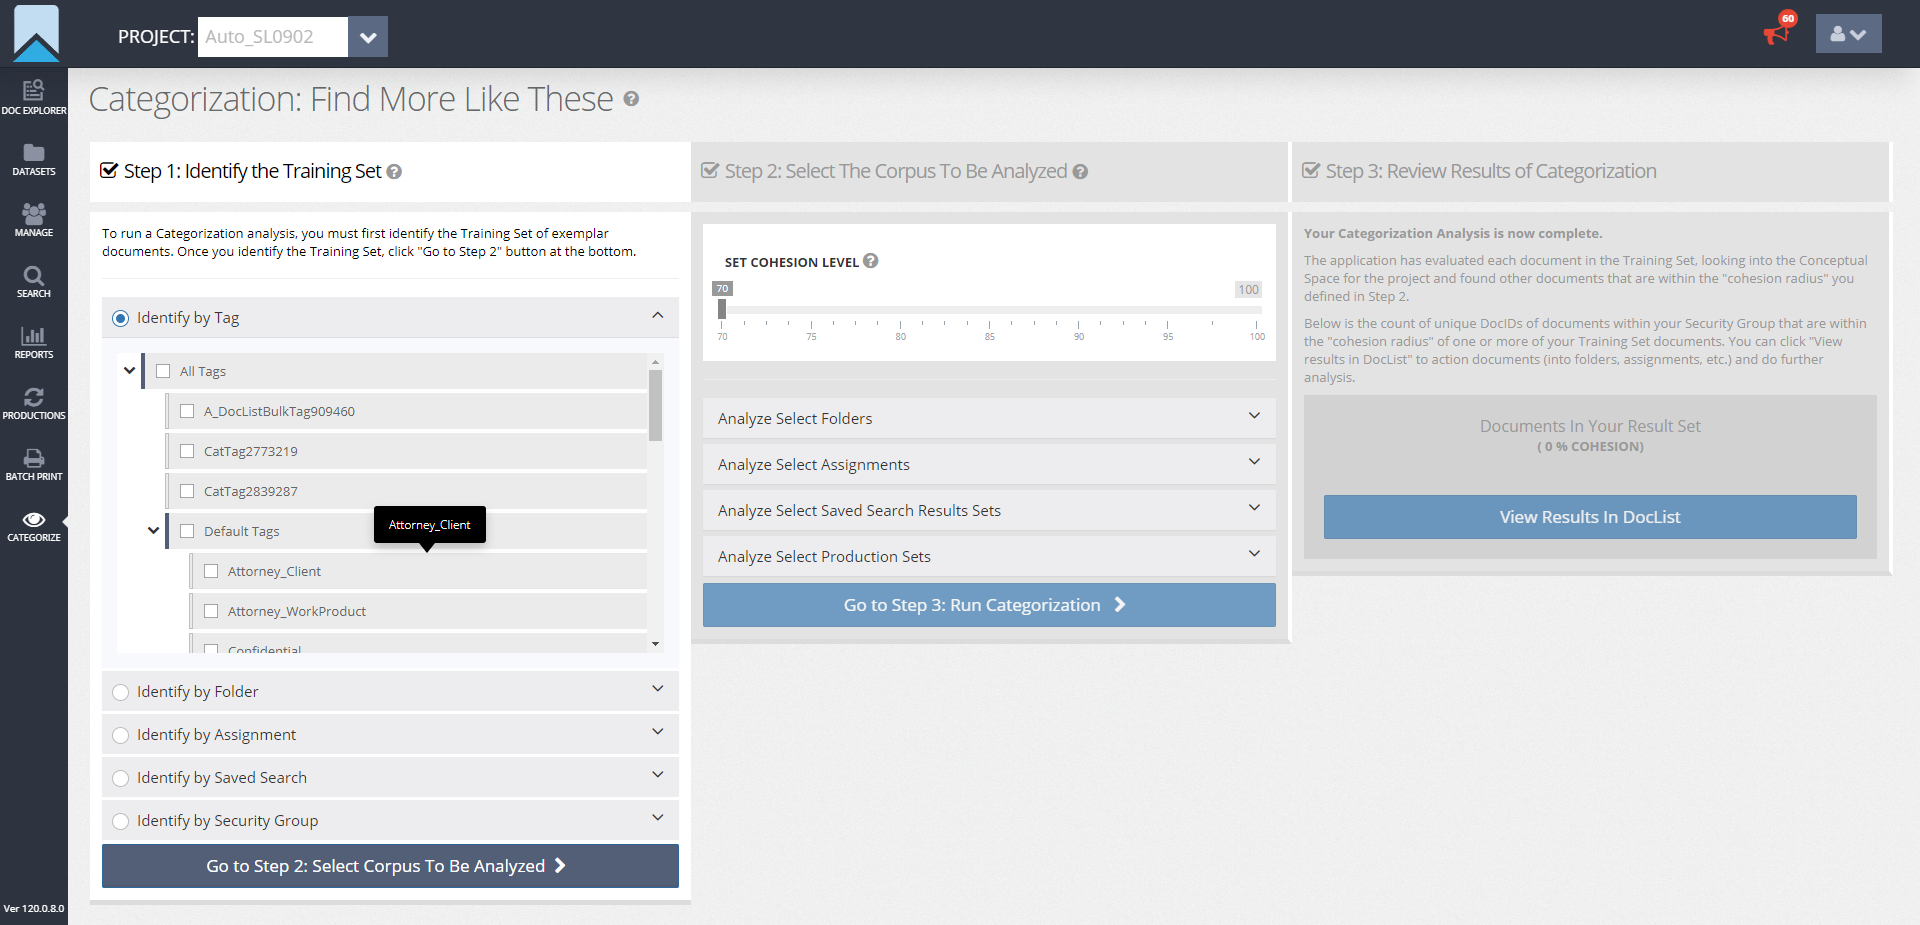 PROJECT: Auto_SL0902
60
DOC EXPLORER
DATASETS
MANAGE
SEARCH
REPORTS
PRODUCTIONS
BATCH PRINT
CATEGORIZE
Ver 120.0.8.0
Categorization: Find More Like These
Step 1: Identify the Training Set
To run a Categorization analysis, you must first identify the Training Set of exemplar
documents. Once you identify the Training Set, click "Go to Step 2" button at the bottom.
Identify by Tag
All Tags
A_DocListBulkTag909460
CatTag2773219
CatTag2839287
Default Tags
Attorney_Client
Attorney_Client
Attorney_WorkProduct
Confidential
Identify by Folder
Identify by Assignment
Identify by Saved Search
Identify by Security Group
Go to Step 2: Select Corpus To Be Analyzed
Step 2: Select The Corpus To Be Analyzed
SET COHESION LEVEL
70
100
70 75 80 85 90 95 100
Analyze Select Folders
Analyze Select Assignments
Analyze Select Saved Search Results Sets
Analyze Select Production Sets
Go to Step 3: Run Categorization
Step 3: Review Results of Categorization
Your Categorization Analysis is now complete.
The application has evaluated each document in the Training Set, looking into the Conceptual
Space for the project and found other documents that are within the "cohesion radius" you
defined in Step 2.
Below is the count of unique DocIDs of documents within your Security Group that are within
the "cohesion radius" of one or more of your Training Set documents. You can click "View
results in DocList" to action documents (into folders, assignments, etc.) and do further
analysis.
Documents In Your Result Set
( 0 % COHESION)
View Results In DocList